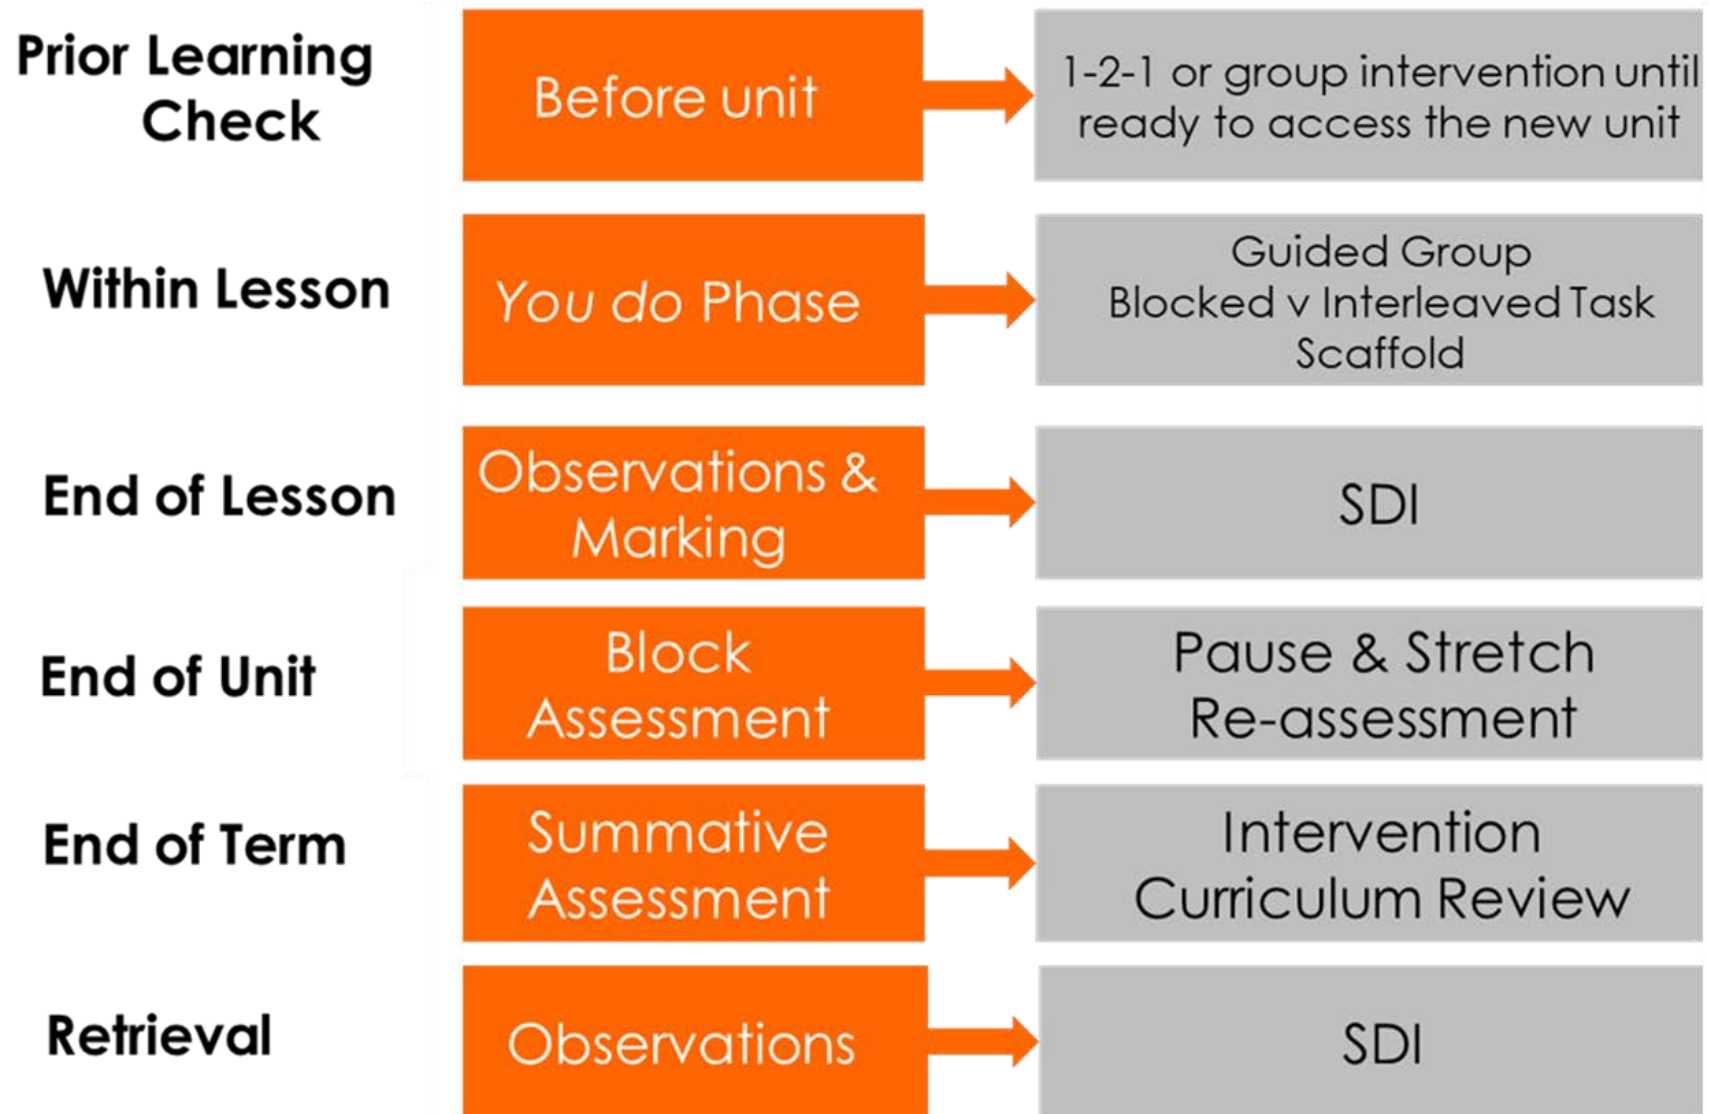 Prior Learning
Check
Before unit
1-2-1 or group intervention until
ready to access the new unit
Within Lesson
You do Phase
Guided Group
Blocked v Interleaved Task
Scaffold
End of Lesson
Observations &
Marking
SDI
End of Unit
Block
Assessment
Pause & Stretch
Re-assessment
End of Term
Summative
Assessment
Intervention
Curriculum Review
Retrieval
Observations
SDI